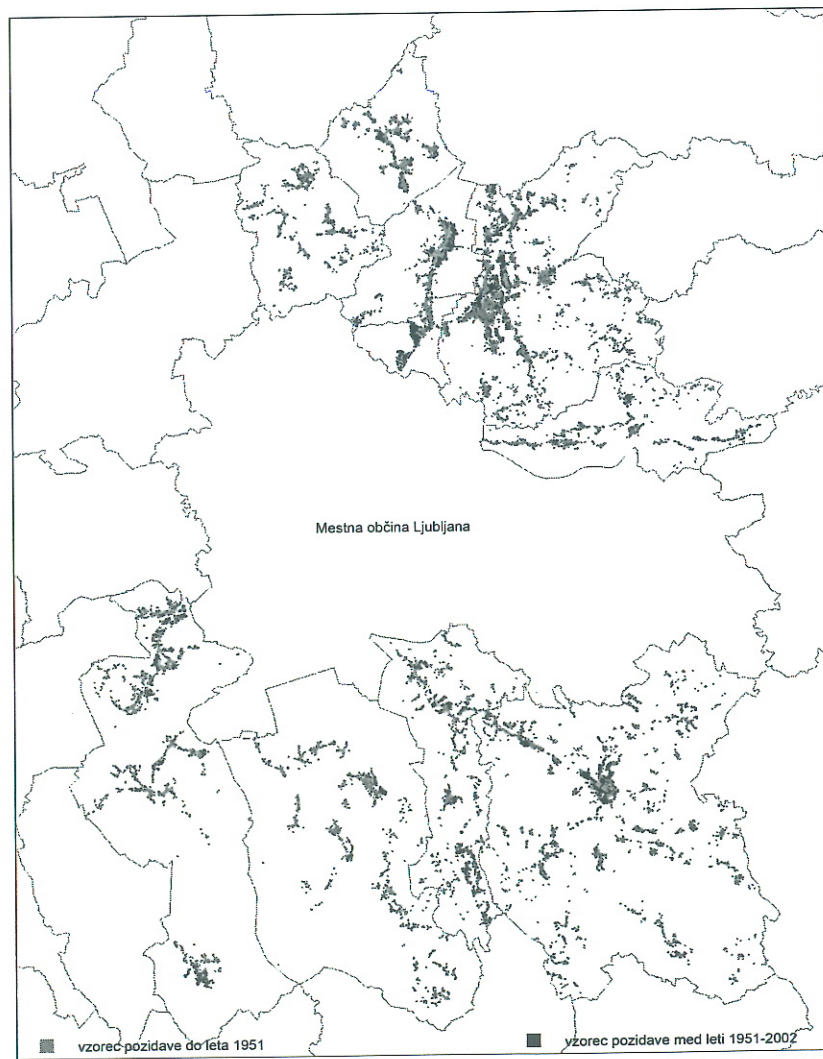 Mestna občina Ljubljana
vzorec pozidave do leta 1951
vzorec pozidave med leti 1951-2002